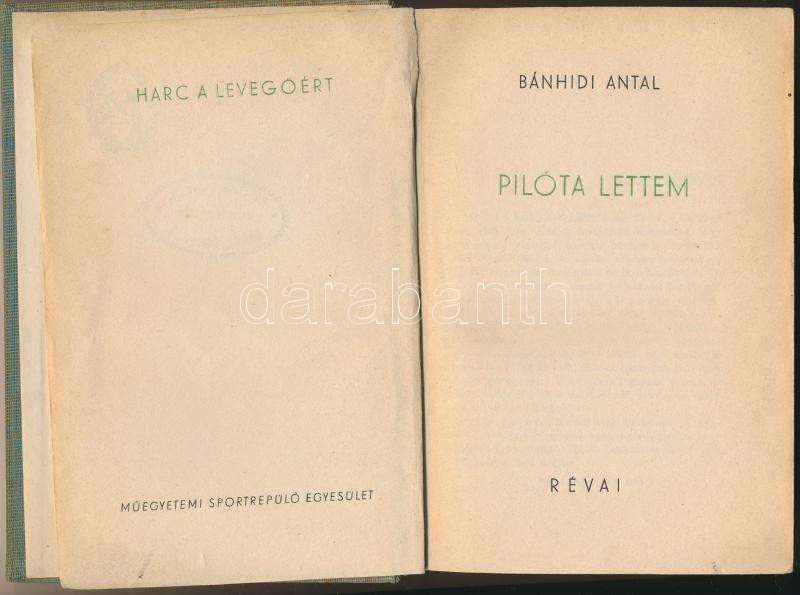 HARC A LEVEGŐÉRT
MŰEGYETEMI SPORTREPÜLŐ EGYESÜLET
BÁNHIDI ANTAL
PILÓTA LETTEM
RÉVAI
darabanth